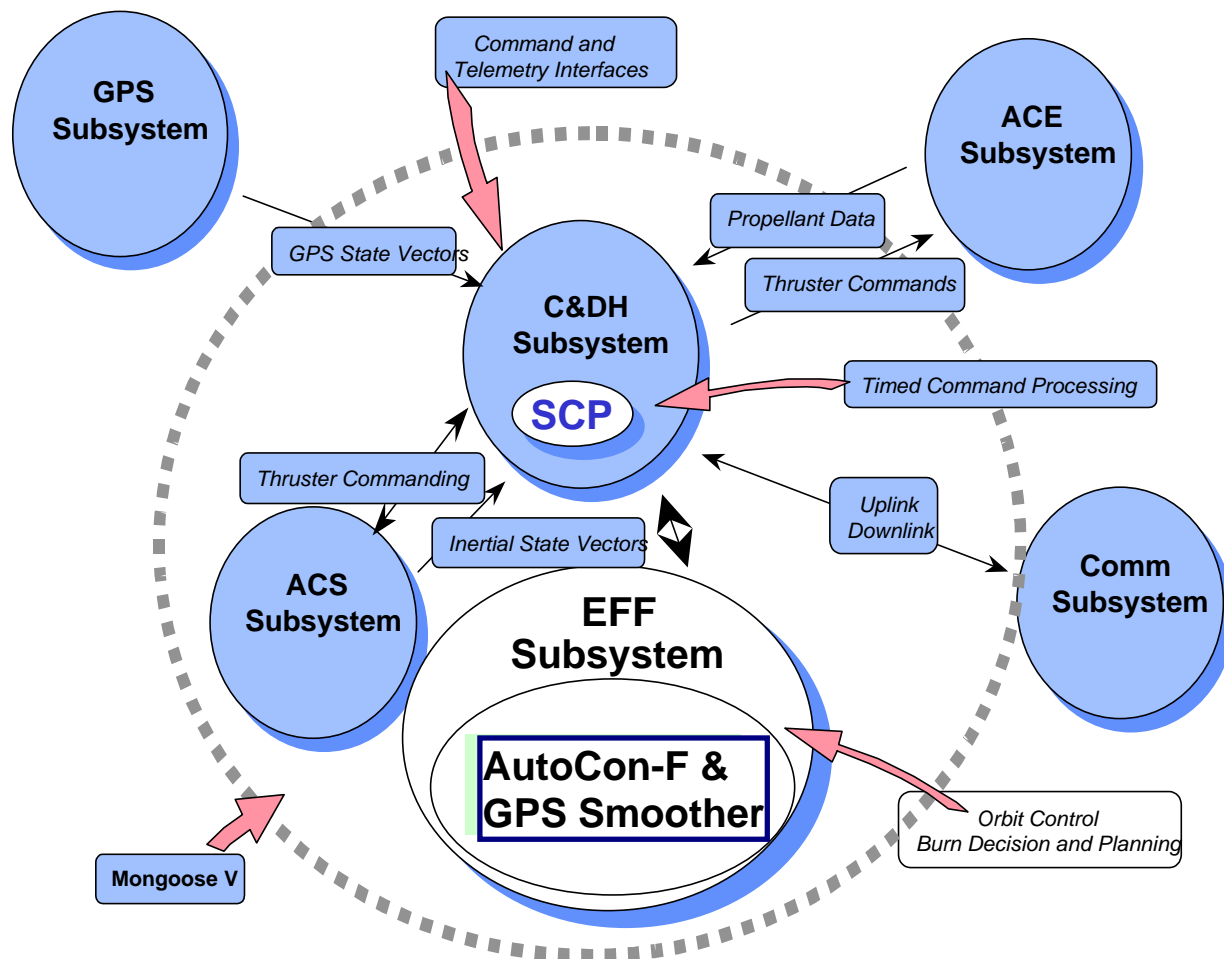 Command and
Telemetry Interfaces
GPS
Subsystem
ACE
Subsystem
Propellant Data
GPS State Vectors
Thruster Commands
C&DH
Subsystem
SCP
Timed Command Processing
Thruster Commanding
Uplink
Downlink
Inertial State Vectors
ACS
Subsystem
Comm
Subsystem
EFF
Subsystem
AutoCon-F &
GPS Smoother
Orbit Control
Burn Decision and Planning
Mongoose V